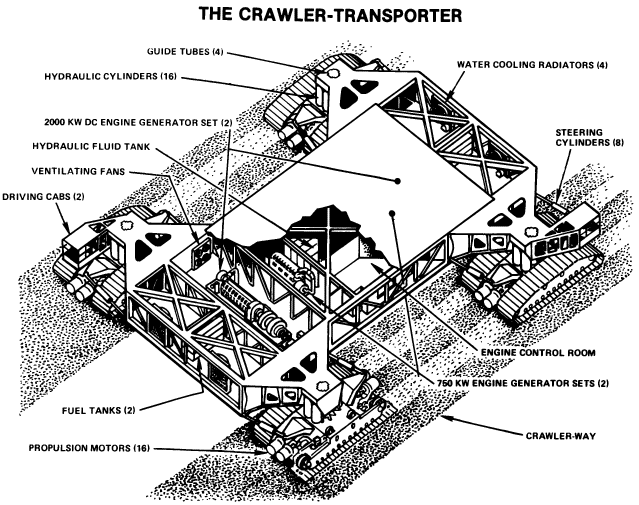 THE CRAWLER-TRANSPORTER
GUIDE TUBES (4)
HYDRAULIC CYLINDERS (16)
WATER COOLING RADIATORS (4)
2000 KW DC ENGINE GENERATOR SET (2)
HYDRAULIC FLUID TANK
STEERING
CYLINDERS (8)
VENTILATING FANS
DRIVING CABS (2)
ENGINE CONTROL ROOM
750 KW ENGINE GENERATOR SETS (2)
FUEL TANKS (2)
CRAWLER-WAY
PROPULSION MOTORS (16)